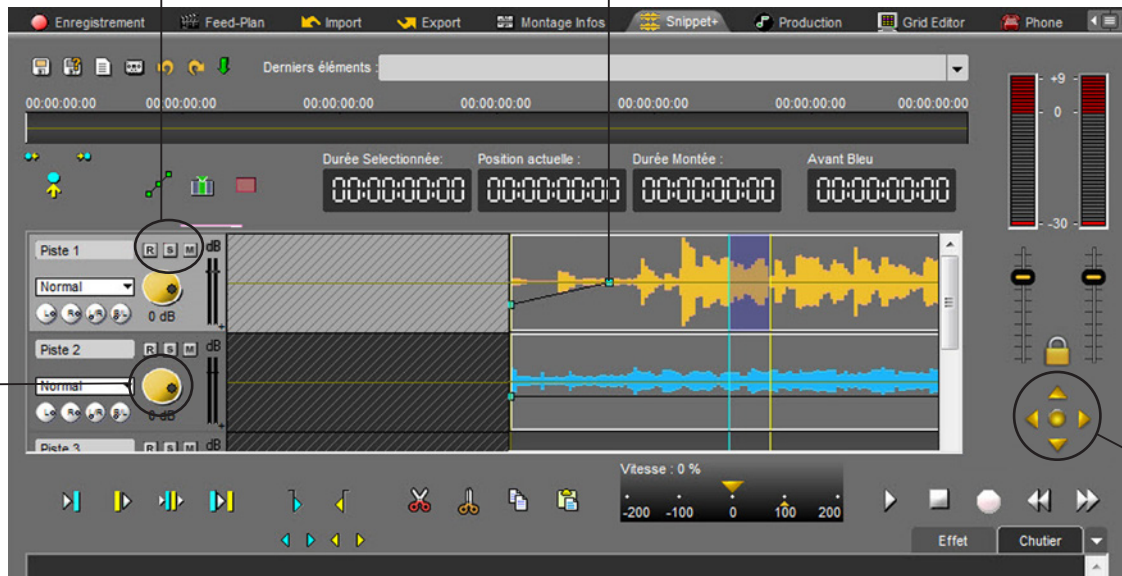 Enregistrement Feed-Plan Import Export Montage Infos Snippet+ Production Grid Editor Phone
Derniers éléments :
+9
00:00:00:00 00:00:00:00 00:00:00:00 00:00:00:00 00:00:00:00 00:00:00:00 00:00:00:00
0
Durée Selectionnée: Position actuelle : Durée Montée : Avant Bleu
00:00:00:00 00:00:00:00 00:00:00:00 00:00:00:00
-30
Piste 1 R S M dB
Normal
0 dB
Piste 2 R S M dB
Normal
0 dB
Piste 3 R S M dB
Vitesse : 0 %
-200 -100 0 100 200
Effet Chutier